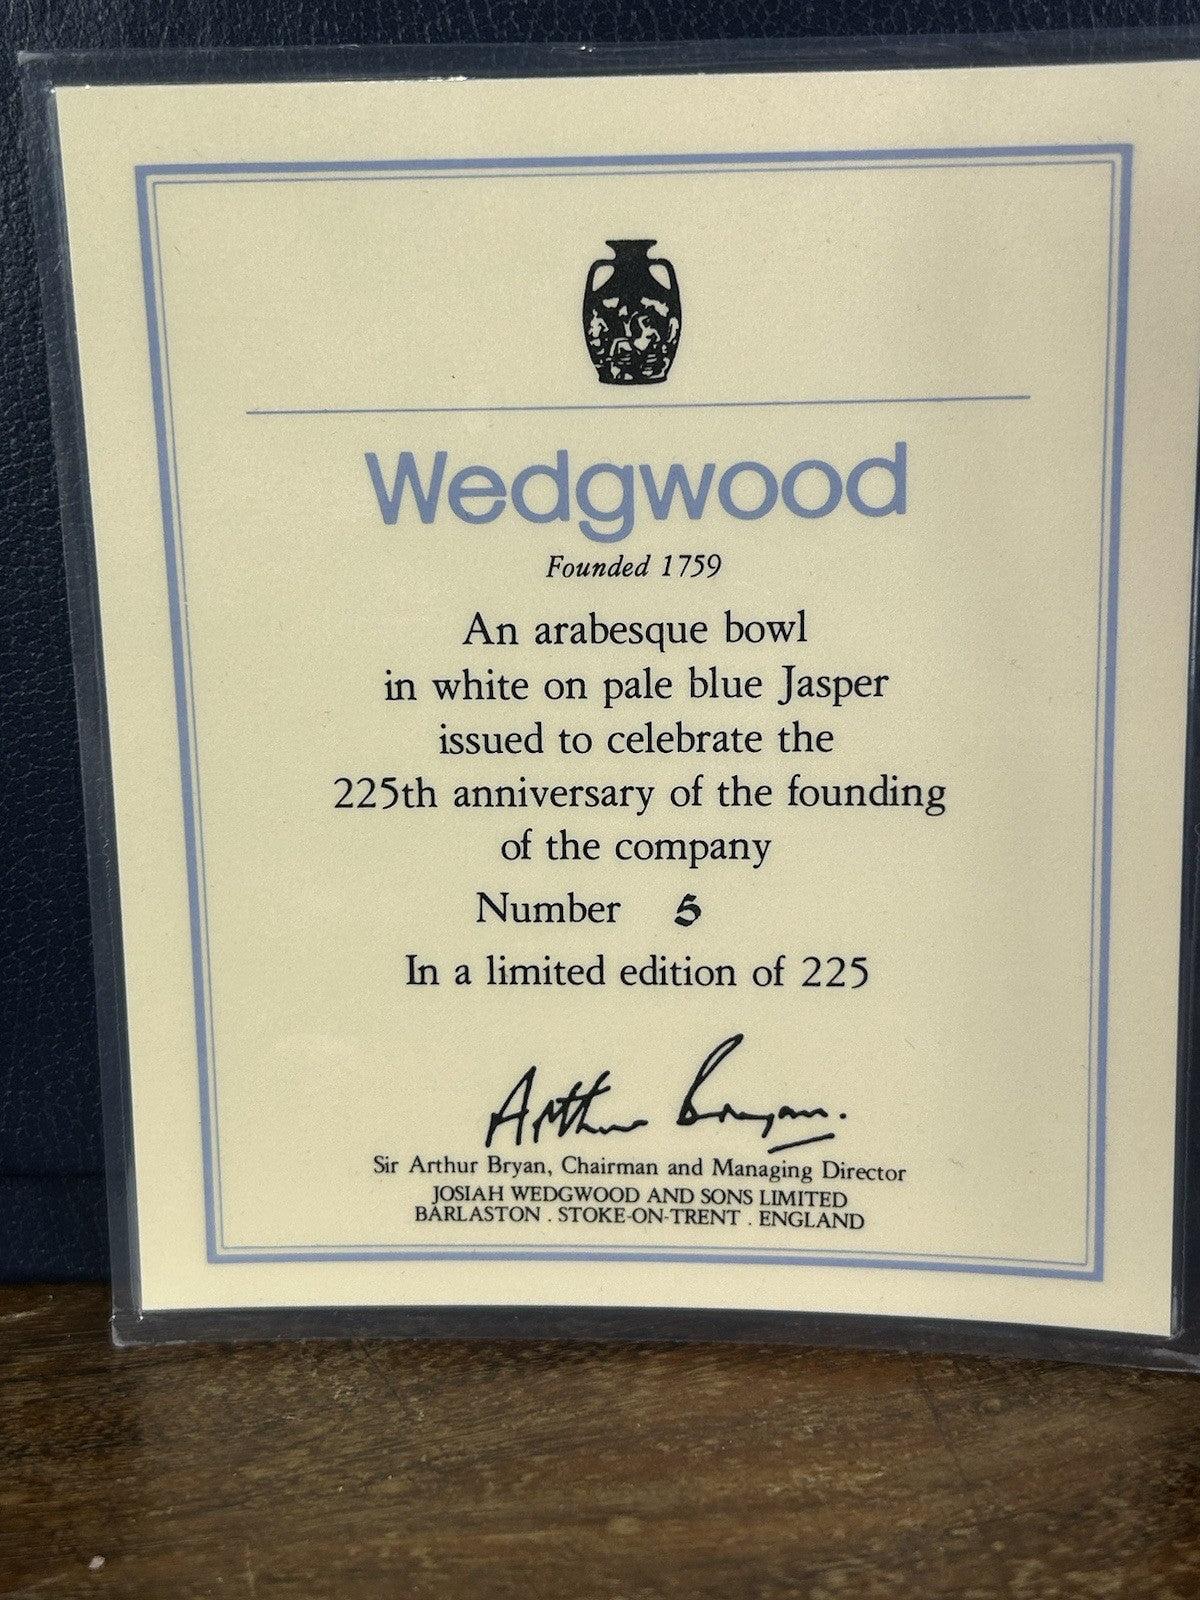 Wedgwood
Founded 1759
An arabesque bowl
in white on pale blue Jasper
issued to celebrate the
225th anniversary of the founding
of the company
Number 5
In a limited edition of 225
Arthur Bryan.
Sir Arthur Bryan, Chairman and Managing Director
JOSIAH WEDGWOOD AND SONS LIMITED
BARLASTON . STOKE-ON-TRENT . ENGLAND